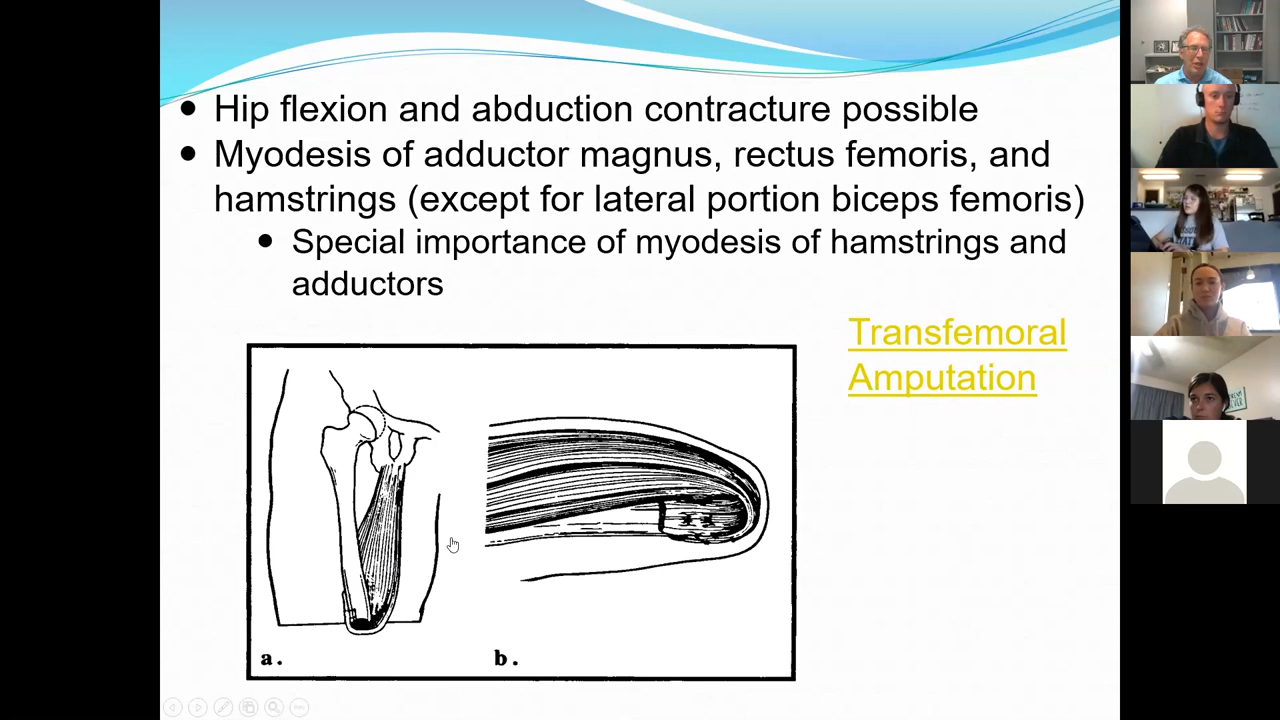 Hip flexion and abduction contracture possible
Myodesis of adductor magnus, rectus femoris, and
hamstrings (except for lateral portion biceps femoris)
Special importance of myodesis of hamstrings and
adductors
Transfemoral
Amputation
a.
b.